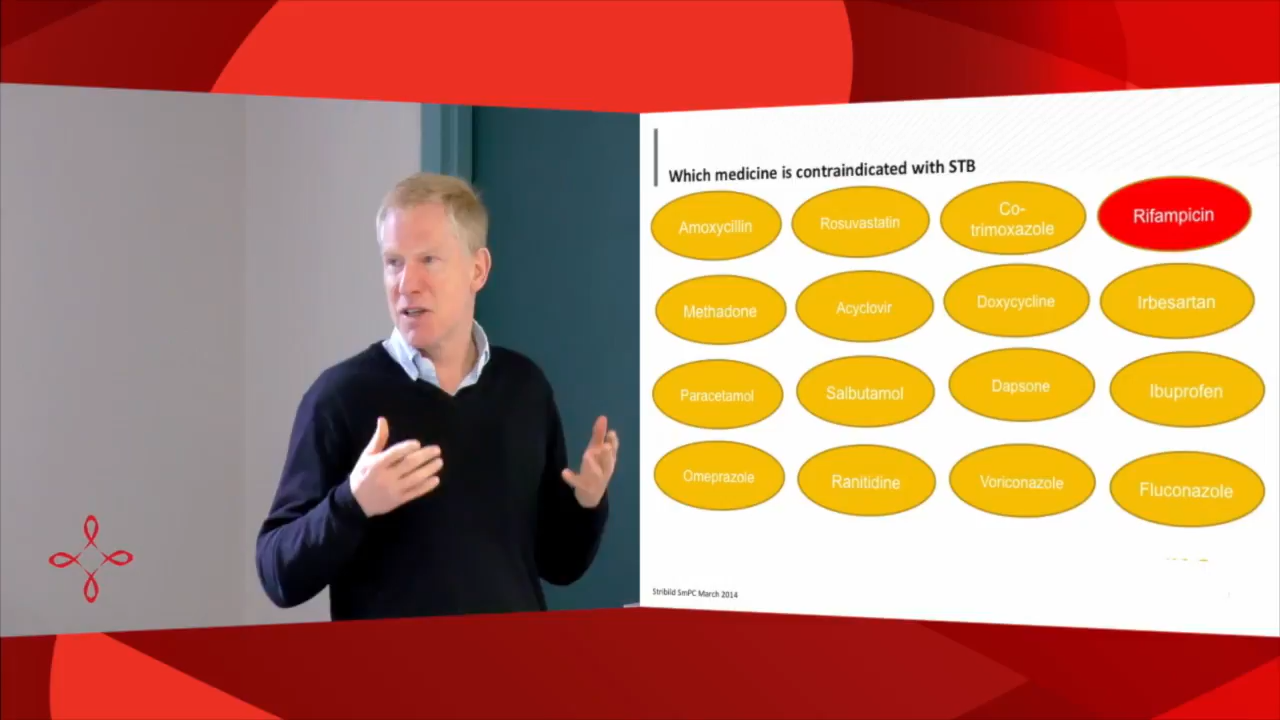 Which medicine is contraindicated with STB
Amoxycillin
Rosuvastatin
Co-
trimoxazole
Rifampicin
Methadone
Acyclovir
Doxycycline
Irbesartan
Paracetamol
Salbutamol
Dapsone
Ibuprofen
Omeprazole
Ranitidine
Voriconazole
Fluconazole
Stribild SmPC March 2014